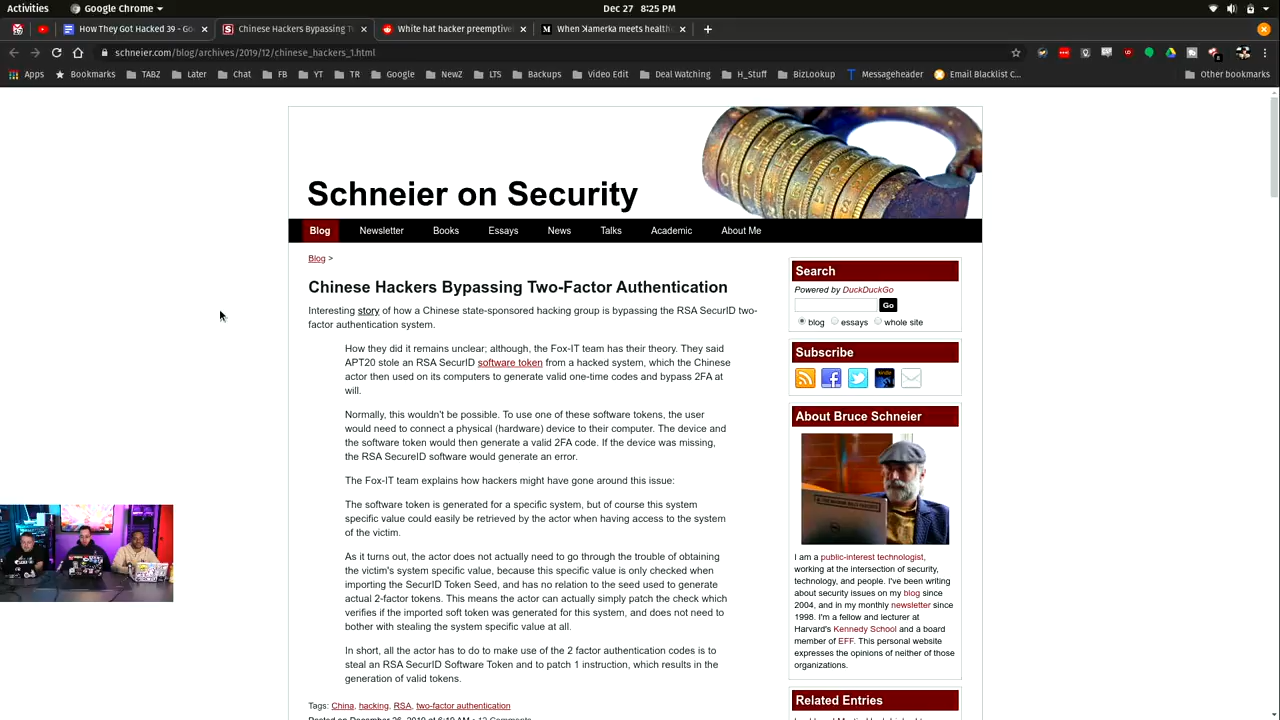 Activities
Google Chrome
Dec 27 8:25 PM
How They Got Hacked 39 - Go
Chinese Hackers Bypassing T
White hat hacker preemptive
schneier.com/blog/archives/2019/12/chinese_hackers_1.html
Apps Bookmarks TABZ Later Chat FB YT TR Google NewZ LTS Backups Video Edit Deal Watching H_Stuff BizLookup Messageheader Email Blacklist C... Other bookmarks
Schneier on Security
Blog Newsletter Books Essays News Talks Academic About Me
Blog >
Chinese Hackers Bypassing Two-Factor Authentication
Interesting story of how a Chinese state-sponsored hacking group is bypassing the RSA SecurID two-
factor authentication system.
How they did it remains unclear; although, the Fox-IT team has their theory. They said
APT20 stole an RSA SecurID software token from a hacked system, which the Chinese
actor then used on its computers to generate valid one-time codes and bypass 2FA at
will.
Normally, this wouldn't be possible. To use one of these software tokens, the user
would need to connect a physical (hardware) device to their computer. The device and
the software token would then generate a valid 2FA code. If the device was missing,
the RSA SecureID software would generate an error.
The Fox-IT team explains how hackers might have gone around this issue:
The software token is generated for a specific system, but of course this system
specific value could easily be retrieved by the actor when having access to the system
of the victim.
As it turns out, the actor does not actually need to go through the trouble of obtaining
the victim's system specific value, because this specific value is only checked when
importing the SecurID Token Seed, and has no relation to the seed used to generate
actual 2-factor tokens. This means the actor can actually simply patch the check which
verifies if the imported soft token was generated for this system, and does not need to
bother with stealing the system specific value at all.
In short, all the actor has to do to make use of the 2 factor authentication codes is to
steal an RSA SecurID Software Token and to patch 1 instruction, which results in the
generation of valid tokens.
Tags: China, hacking, RSA, two-factor authentication
Posted on December 26, 2019 at 6:19 AM • 12 Comments
Search
Powered by DuckDuckGo
Go
blog essays whole site
Subscribe
About Bruce Schneier
I am a public-interest technologist,
working at the intersection of security,
technology, and people. I've been writing
about security issues on my blog since
2004, and in my monthly newsletter since
1998. I'm a fellow and lecturer at
Harvard's Kennedy School and a board
member of EFF. This personal website
expresses the opinions of neither of those
organizations.
Related Entries